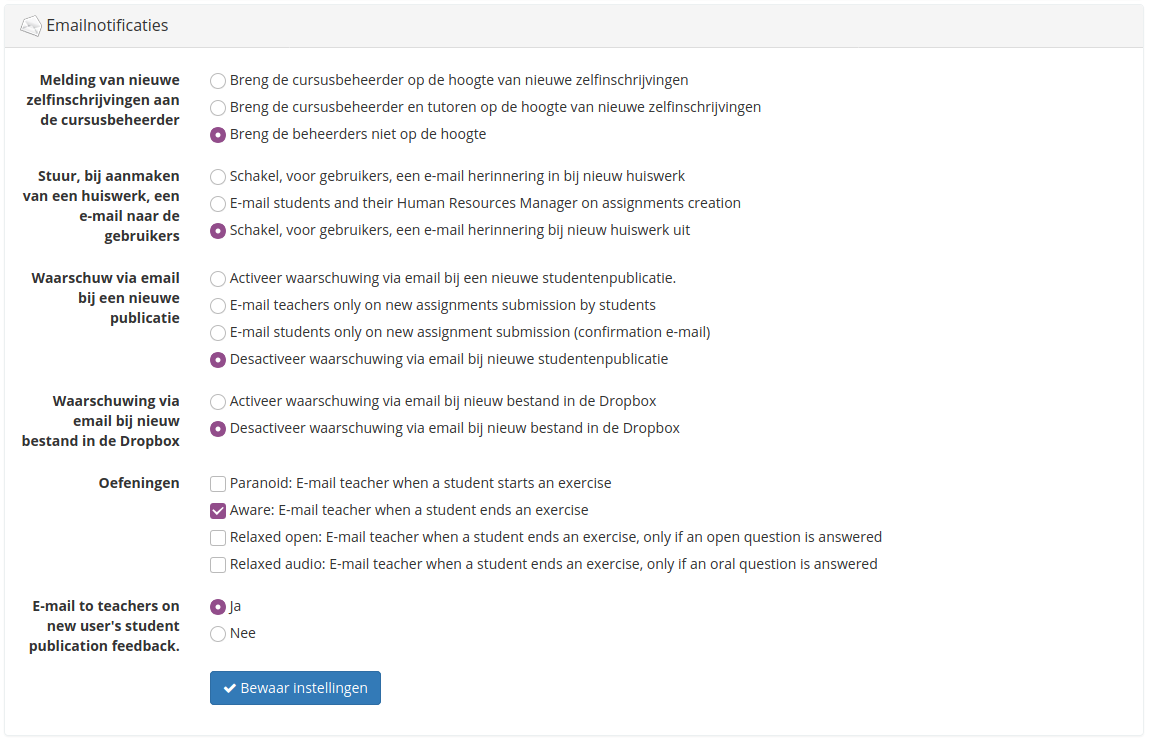 Emailnotificaties
Melding van nieuwe
zelfinschrijvingen aan
de cursusbeheerder
Breng de cursusbeheerder op de hoogte van nieuwe zelfinschrijvingen
Breng de cursusbeheerder en tutoren op de hoogte van nieuwe zelfinschrijvingen
Breng de beheerders niet op de hoogte
Stuur, bij aanmaken
van een huiswerk, een
e-mail naar de
gebruikers
Schakel, voor gebruikers, een e-mail herinnering in bij nieuw huiswerk
E-mail students and their Human Resources Manager on assignments creation
Schakel, voor gebruikers, een e-mail herinnering bij nieuw huiswerk uit
Waarschuw via email
bij een nieuwe
publicatie
Activeer waarschuwing via email bij een nieuwe studentenpublicatie.
E-mail teachers only on new assignments submission by students
E-mail students only on new assignment submission (confirmation e-mail)
Desactiveer waarschuwing via email bij nieuwe studentenpublicatie
Waarschuwing via
email bij nieuw
bestand in de Dropbox
Activeer waarschuwing via email bij nieuw bestand in de Dropbox
Desactiveer waarschuwing via email bij nieuw bestand in de Dropbox
Oefeningen
Paranoid: E-mail teacher when a student starts an exercise
Aware: E-mail teacher when a student ends an exercise
Relaxed open: E-mail teacher when a student ends an exercise, only if an open question is answered
Relaxed audio: E-mail teacher when a student ends an exercise, only if an oral question is answered
E-mail to teachers on
new user's student
publication feedback.
Ja
Nee
Bewaar instellingen